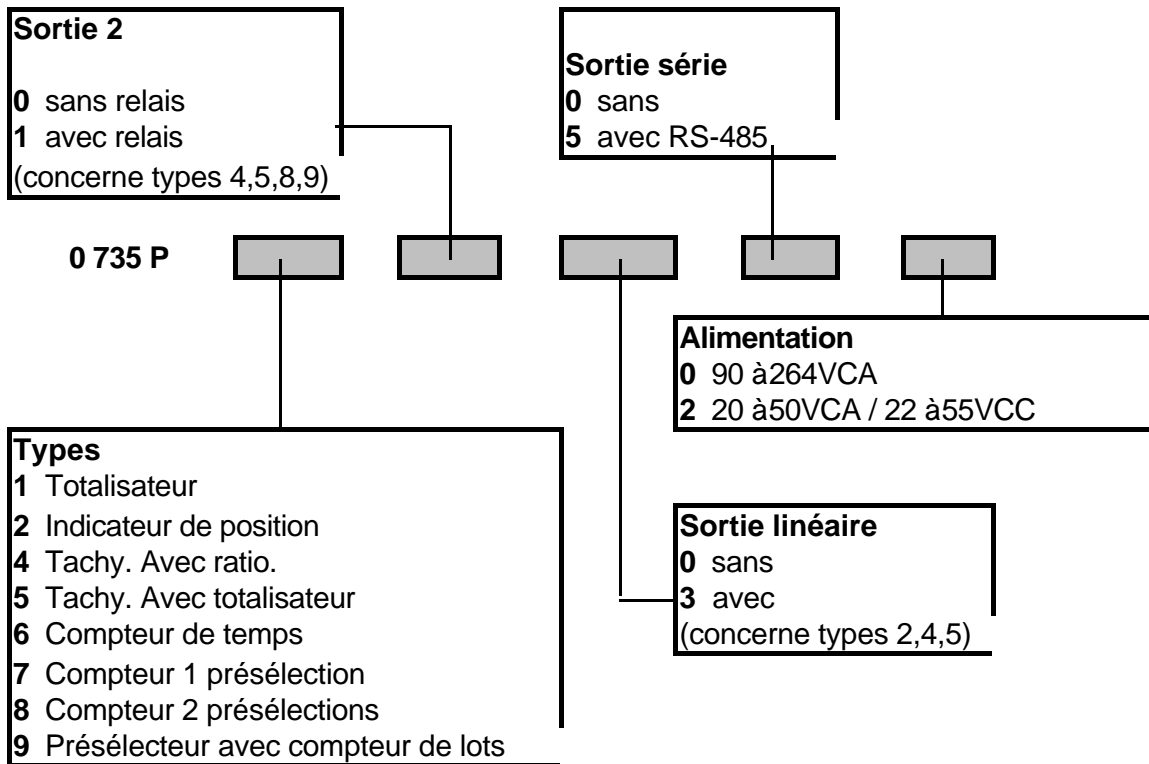 Sortie 2
0 sans relais
1 avec relais
(concerne types 4,5,8,9)
Sortie série
0 sans
5 avec RS-485
0 735 P
Alimentation
0 90 à264VCA
2 20 à50VCA / 22 à55VCC
Types
1 Totalisateur
2 Indicateur de position
4 Tachy. Avec ratio.
5 Tachy. Avec totalisateur
6 Compteur de temps
7 Compteur 1 présélection
8 Compteur 2 présélections
9 Présélecteur avec compteur de lots
Sortie linéaire
0 sans
3 avec
(concerne types 2,4,5)